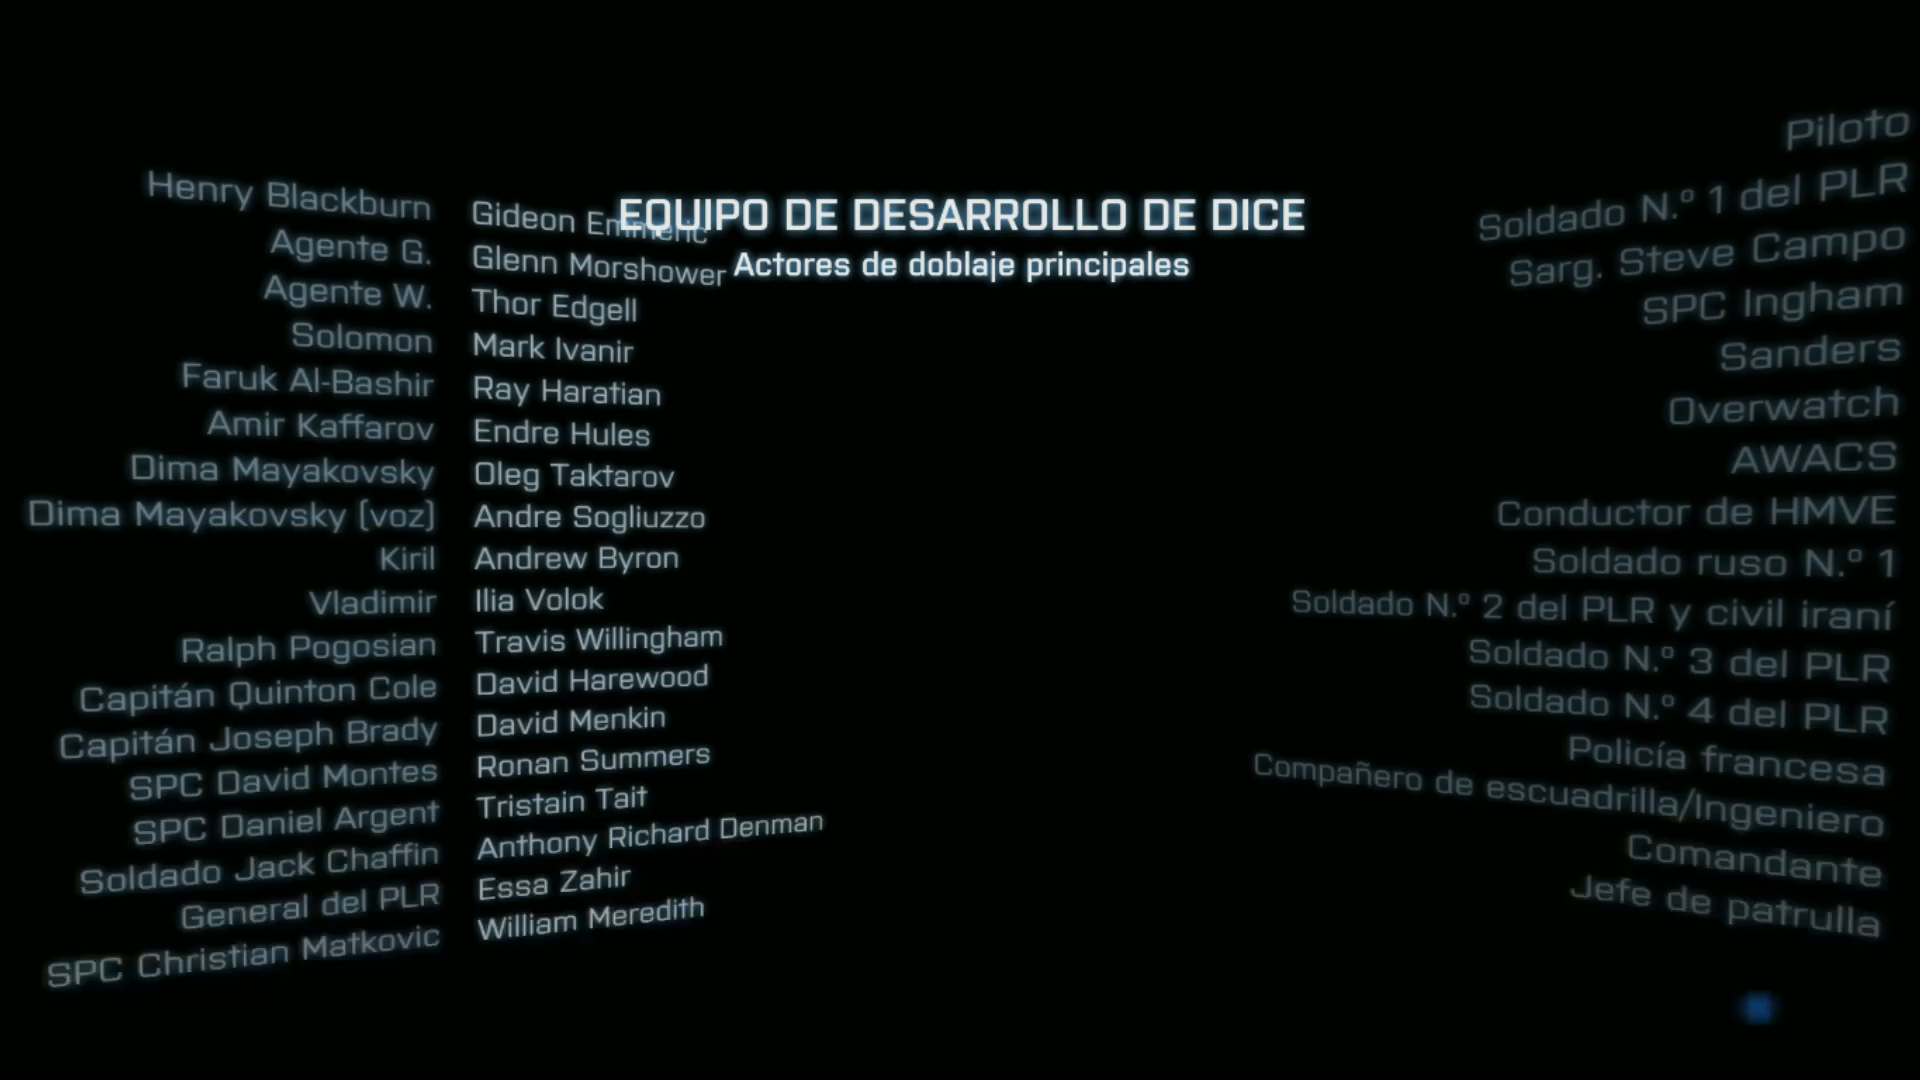 EQUIPO DE DESARROLLO DE DICE
Actores de doblaje principales
Henry Blackburn Gideon Emmeric
Agente G. Glenn Morshower
Agente W. Thor Edgell
Solomon Mark Ivanir
Faruk Al-Bashir Ray Haratian
Amir Kaffarov Endre Hules
Dima Mayakovsky Oleg Taktarov
Dima Mayakovsky (voz) Andre Sogliuzzo
Kiril Andrew Byron
Vladimir Ilia Volok
Ralph Pogosian Travis Willingham
Capitán Quinton Cole David Harewood
Capitán Joseph Brady David Menkin
SPC David Montes Ronan Summers
SPC Daniel Argent Tristain Tait
Soldado Jack Chaffin Anthony Richard Denman
General del PLR Essa Zahir
SPC Christian Matkovic William Meredith
Piloto
Soldado N.º 1 del PLR
Sarg. Steve Campo
SPC Ingham
Sanders
Overwatch
AWACS
Conductor de HMVE
Soldado ruso N.º 1
Soldado N.º 2 del PLR y civil iraní
Soldado N.º 3 del PLR
Soldado N.º 4 del PLR
Policía francesa
Compañero de escuadrilla/Ingeniero
Comandante
Jefe de patrulla